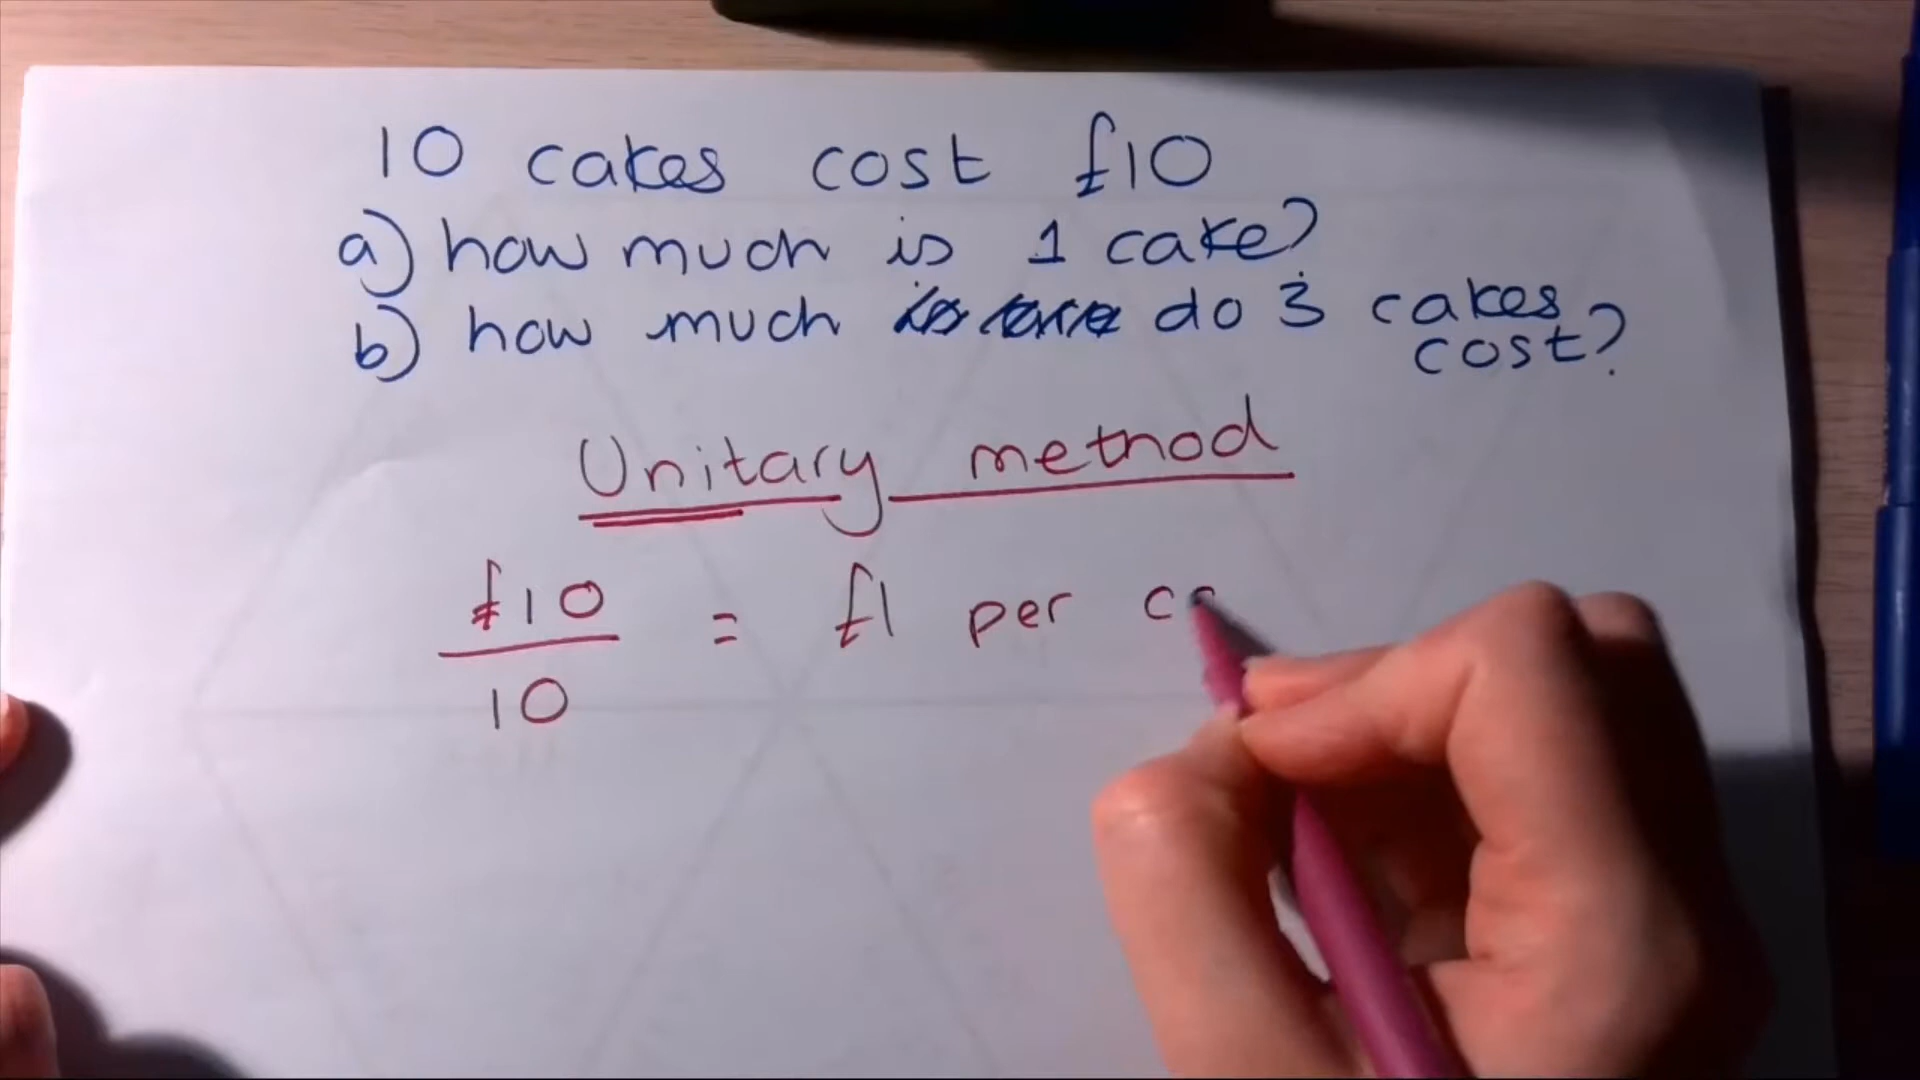 10 cakes cost £10
a) how much is 1 cake?
b) how much do 3 cakes
cost?
Unitary method
£10
10
= £1 per ca